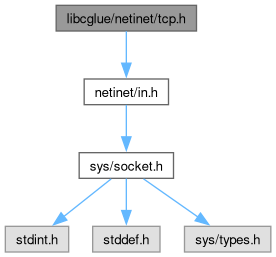 libcglue/netinet/tcp.h
netinet/in.h
sys/socket.h
stdint.h
stddef.h
sys/types.h